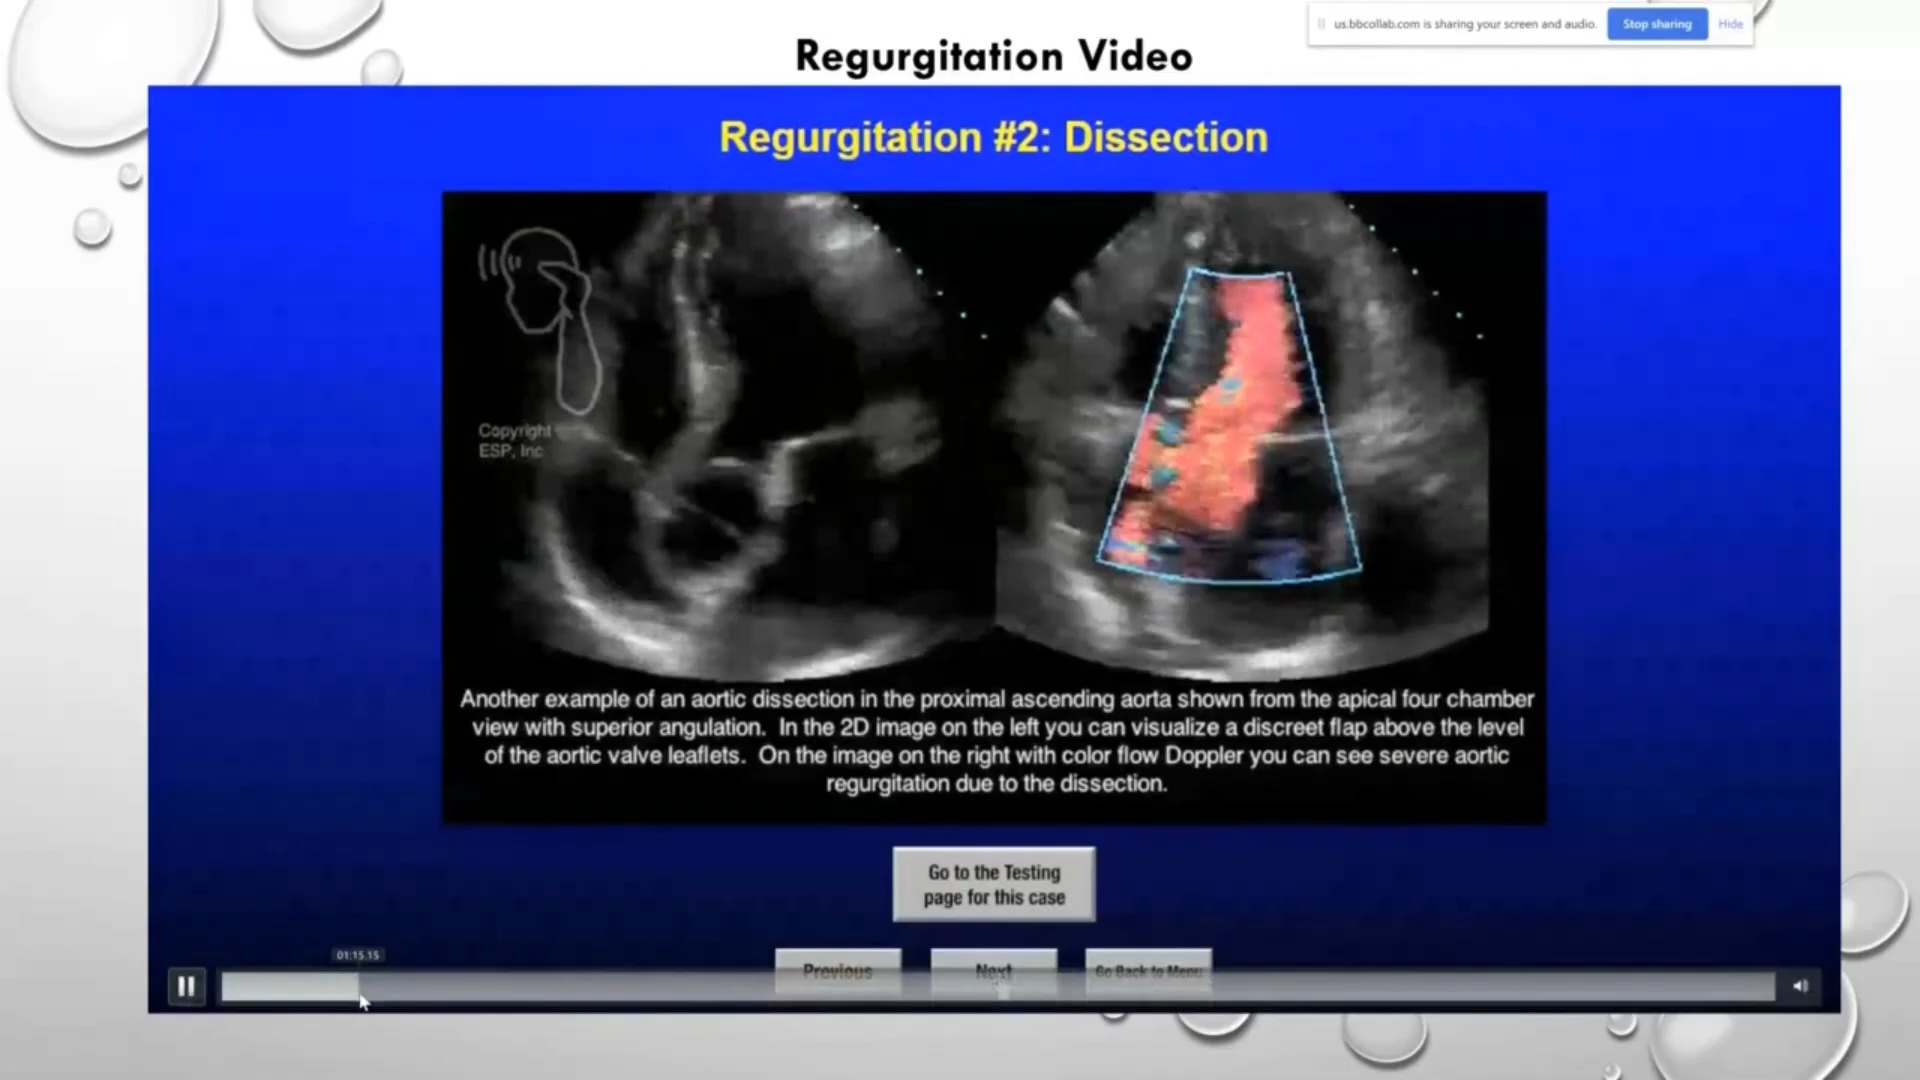 us.bbcollab.com is sharing your screen and audio. Stop sharing Hide
Regurgitation Video
Regurgitation #2: Dissection
Copyright
ESP, Inc
Another example of an aortic dissection in the proximal ascending aorta shown from the apical four chamber
view with superior angulation. In the 2D image on the left you can visualize a discreet flap above the level
of the aortic valve leaflets. On the image on the right with color flow Doppler you can see severe aortic
regurgitation due to the dissection.
Go to the Testing
page for this case
01:15.15
Previous Next Go Back to Menu